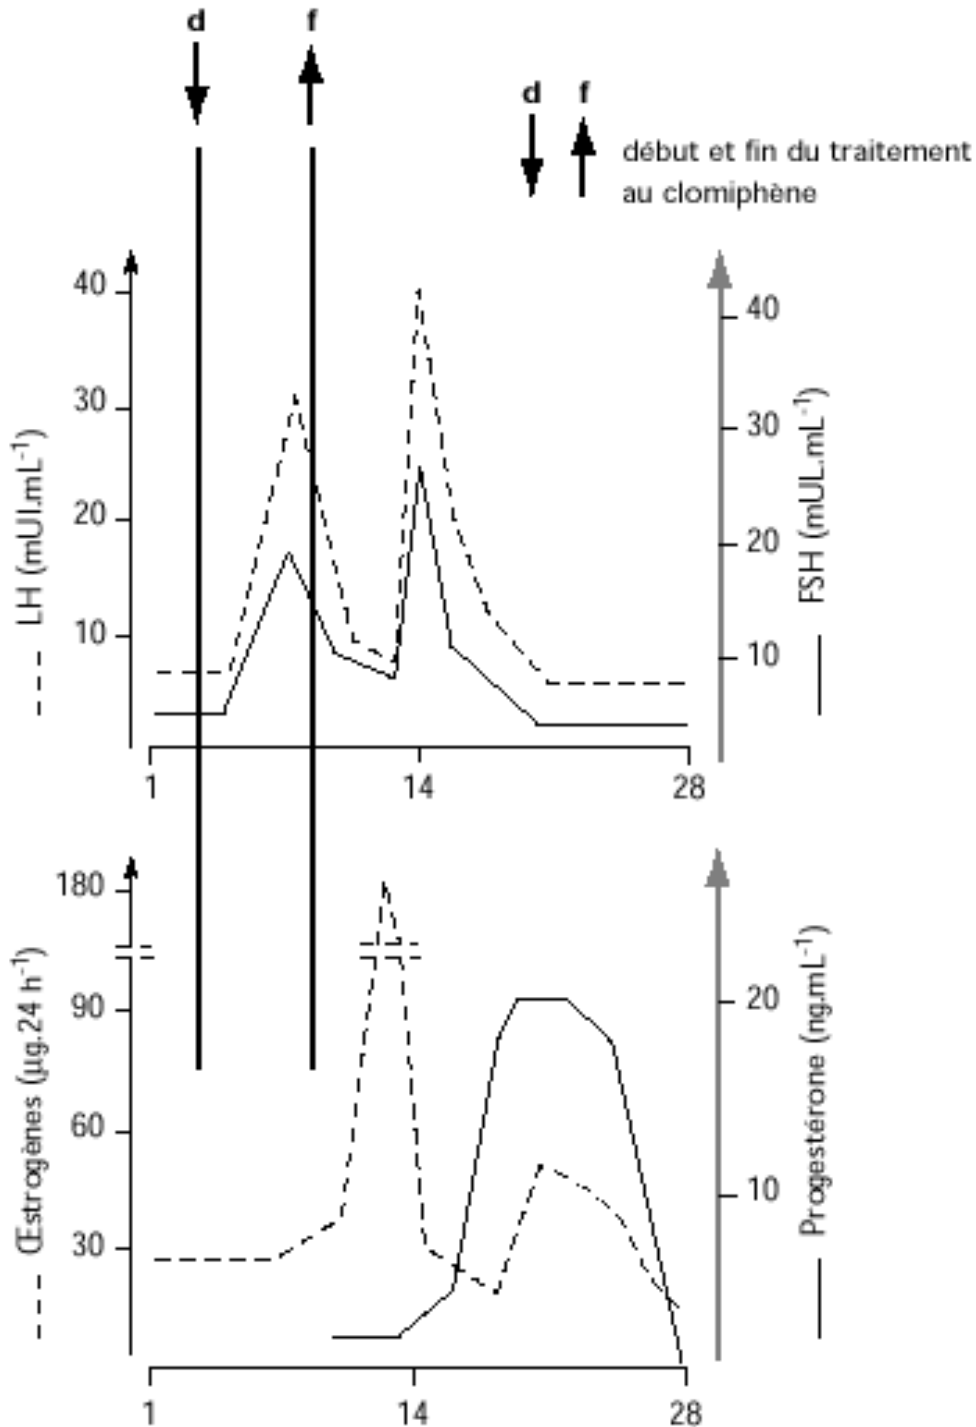 d f
d f
début et fin du traitement
au clomiphène
40
30
20
10
LH (mUI.mL⁻¹)
40
30
20
10
FSH (mUL.mL⁻¹)
1 14 28
180
90
60
30
Œstrogènes (µg.24 h⁻¹)
20
10
Progestérone (ng.mL⁻¹)
1 14 28